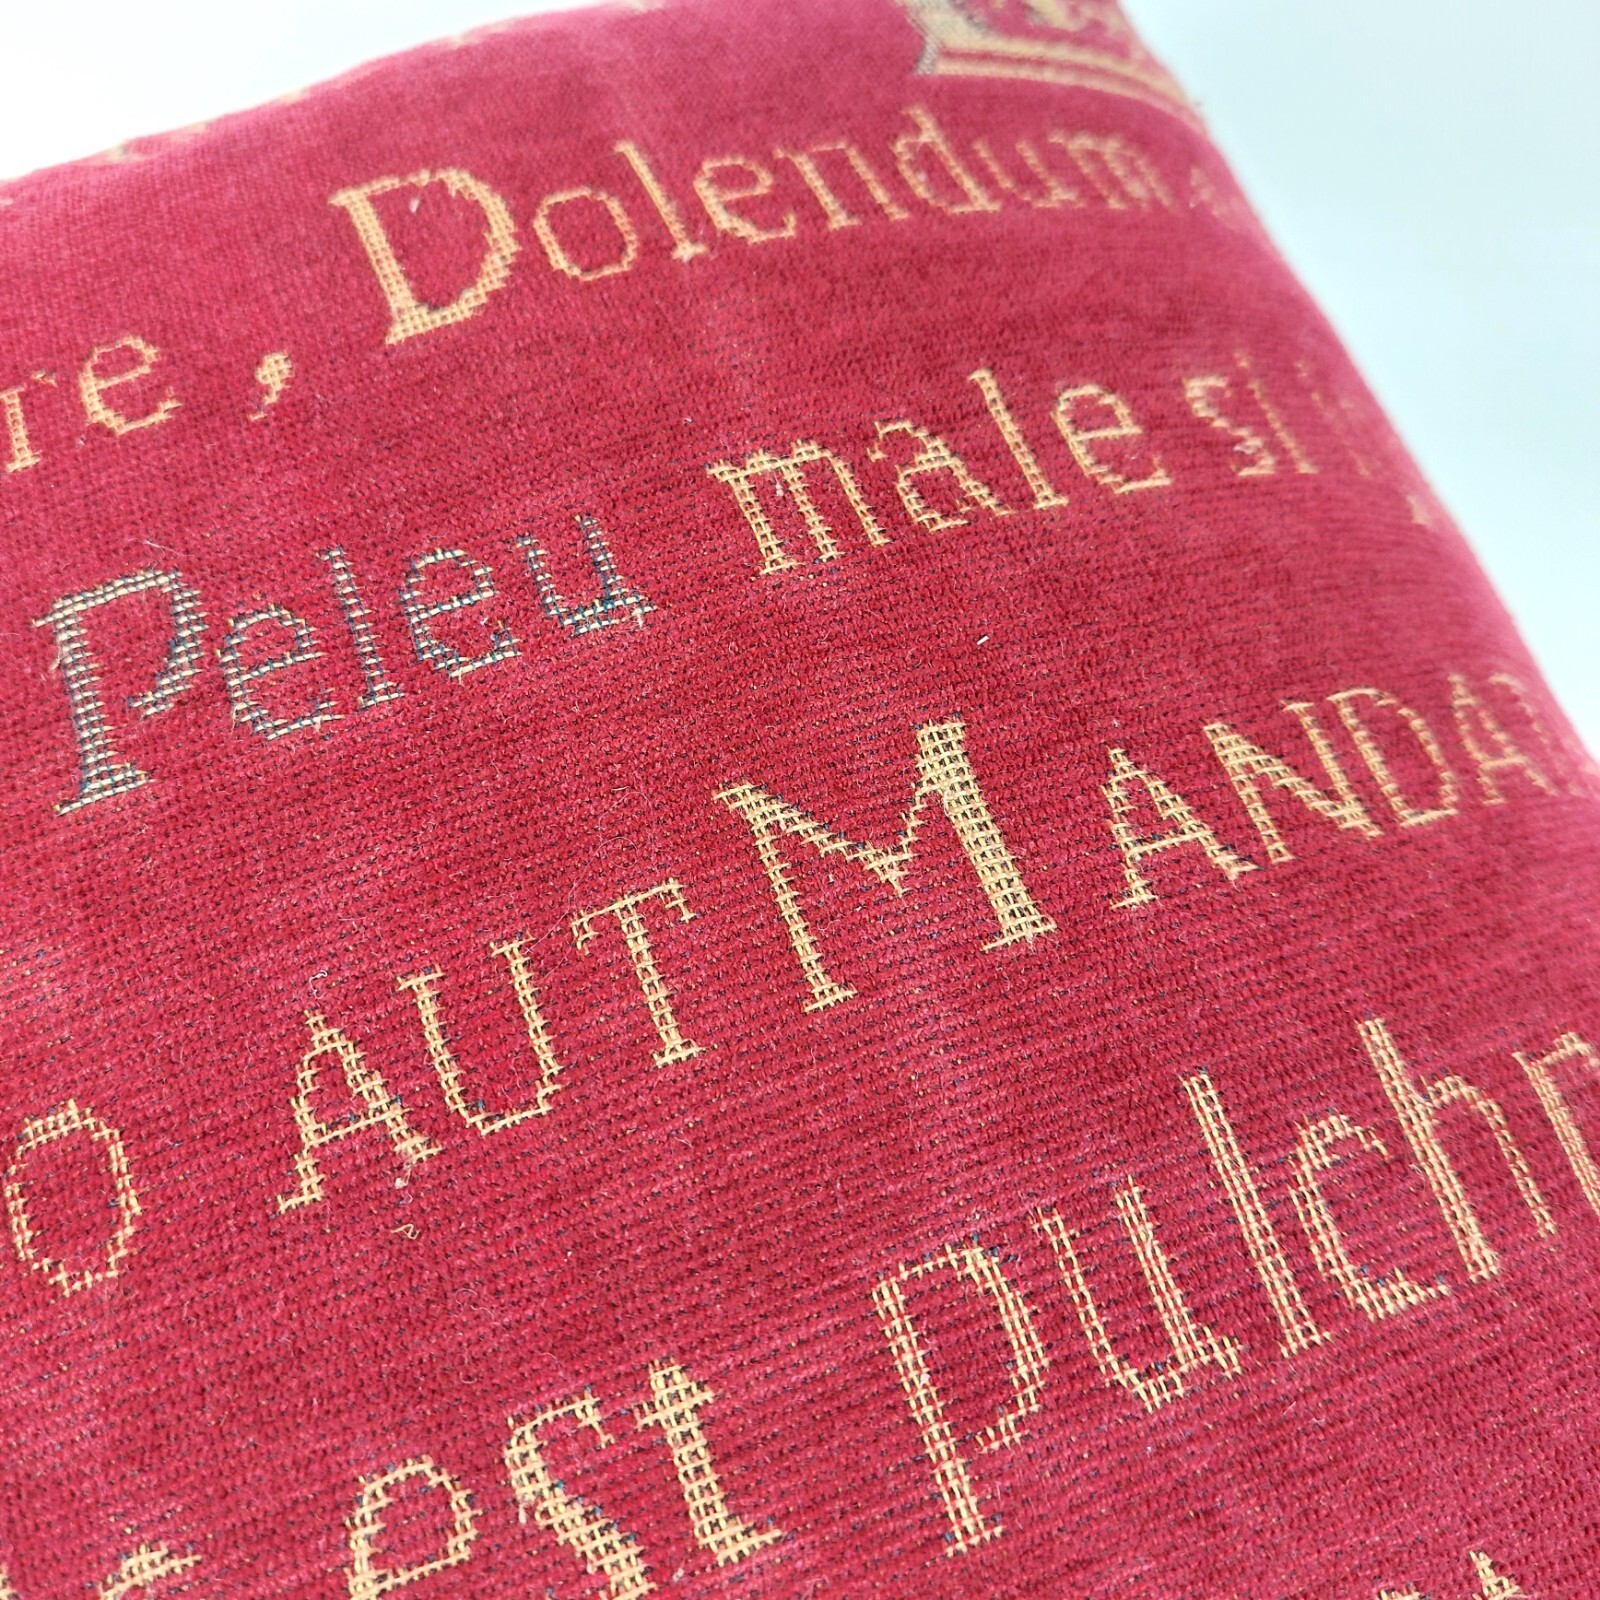 re, Dolendum
Peleu male si
o AUT MANDA
est pulchr